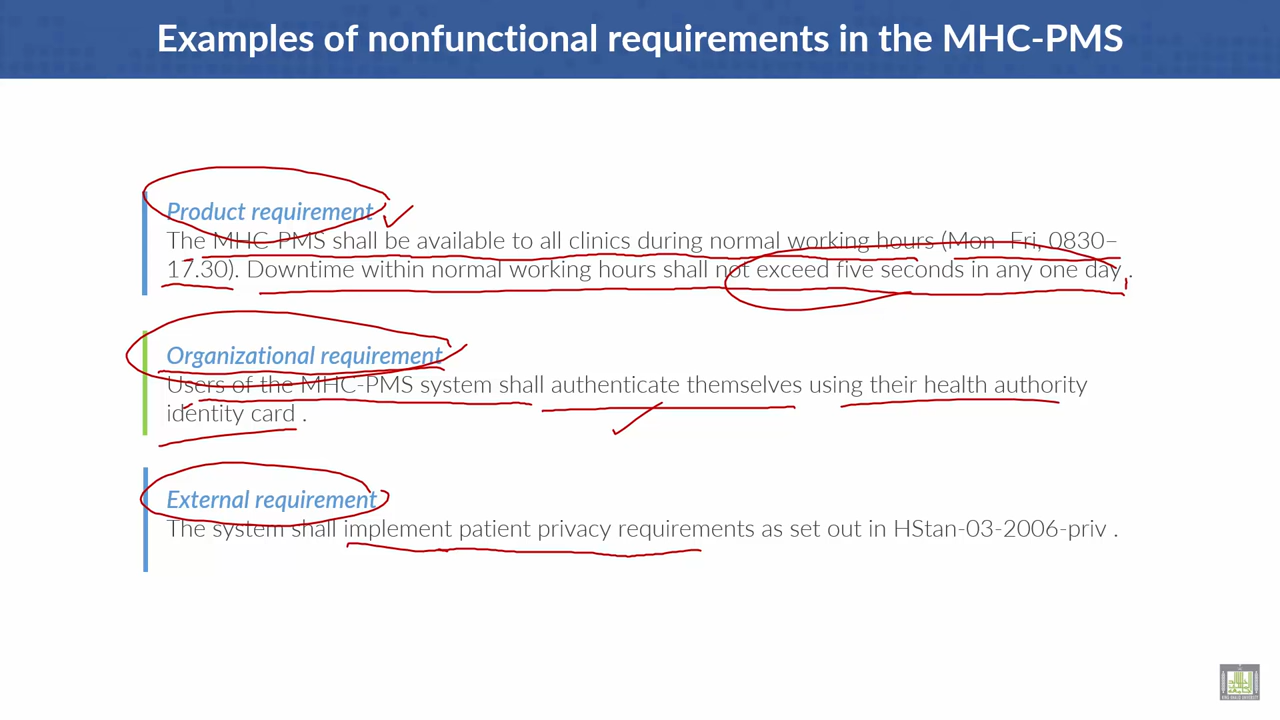 Examples of nonfunctional requirements in the MHC-PMS
Product requirement
The MHC-PMS shall be available to all clinics during normal working hours (Mon–Fri, 0830–
17.30). Downtime within normal working hours shall not exceed five seconds in any one day .
Organizational requirement
Users of the MHC-PMS system shall authenticate themselves using their health authority
identity card .
External requirement
The system shall implement patient privacy requirements as set out in HStan-03-2006-priv .